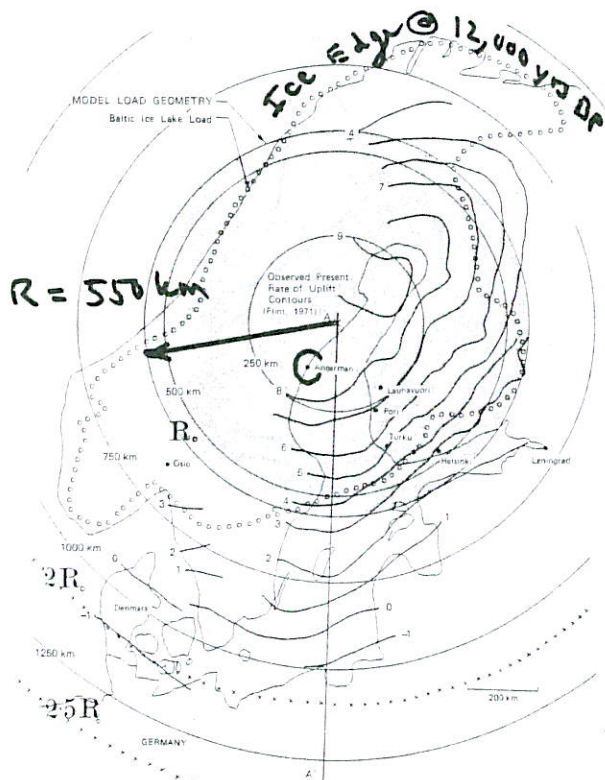 Ice Edge @ 12,000 yrs BP
MODEL LOAD GEOMETRY
Baltic Ice Lake Load
4
7
9
R = 550 km
Observed Present
Rate of Uplift
Contours
(Flint, 1971)
A
250 km
C
Angerman
8
500 km
Lauhavuori
Pori
R
Turku
6
Helsinki
Leningrad
750 km
Oslo
5
4
3
3
1
2
2
1000 km
0
1
2R
-1
Denmark
0
-1
1250 km
200 km
2.5R
GERMANY
A'